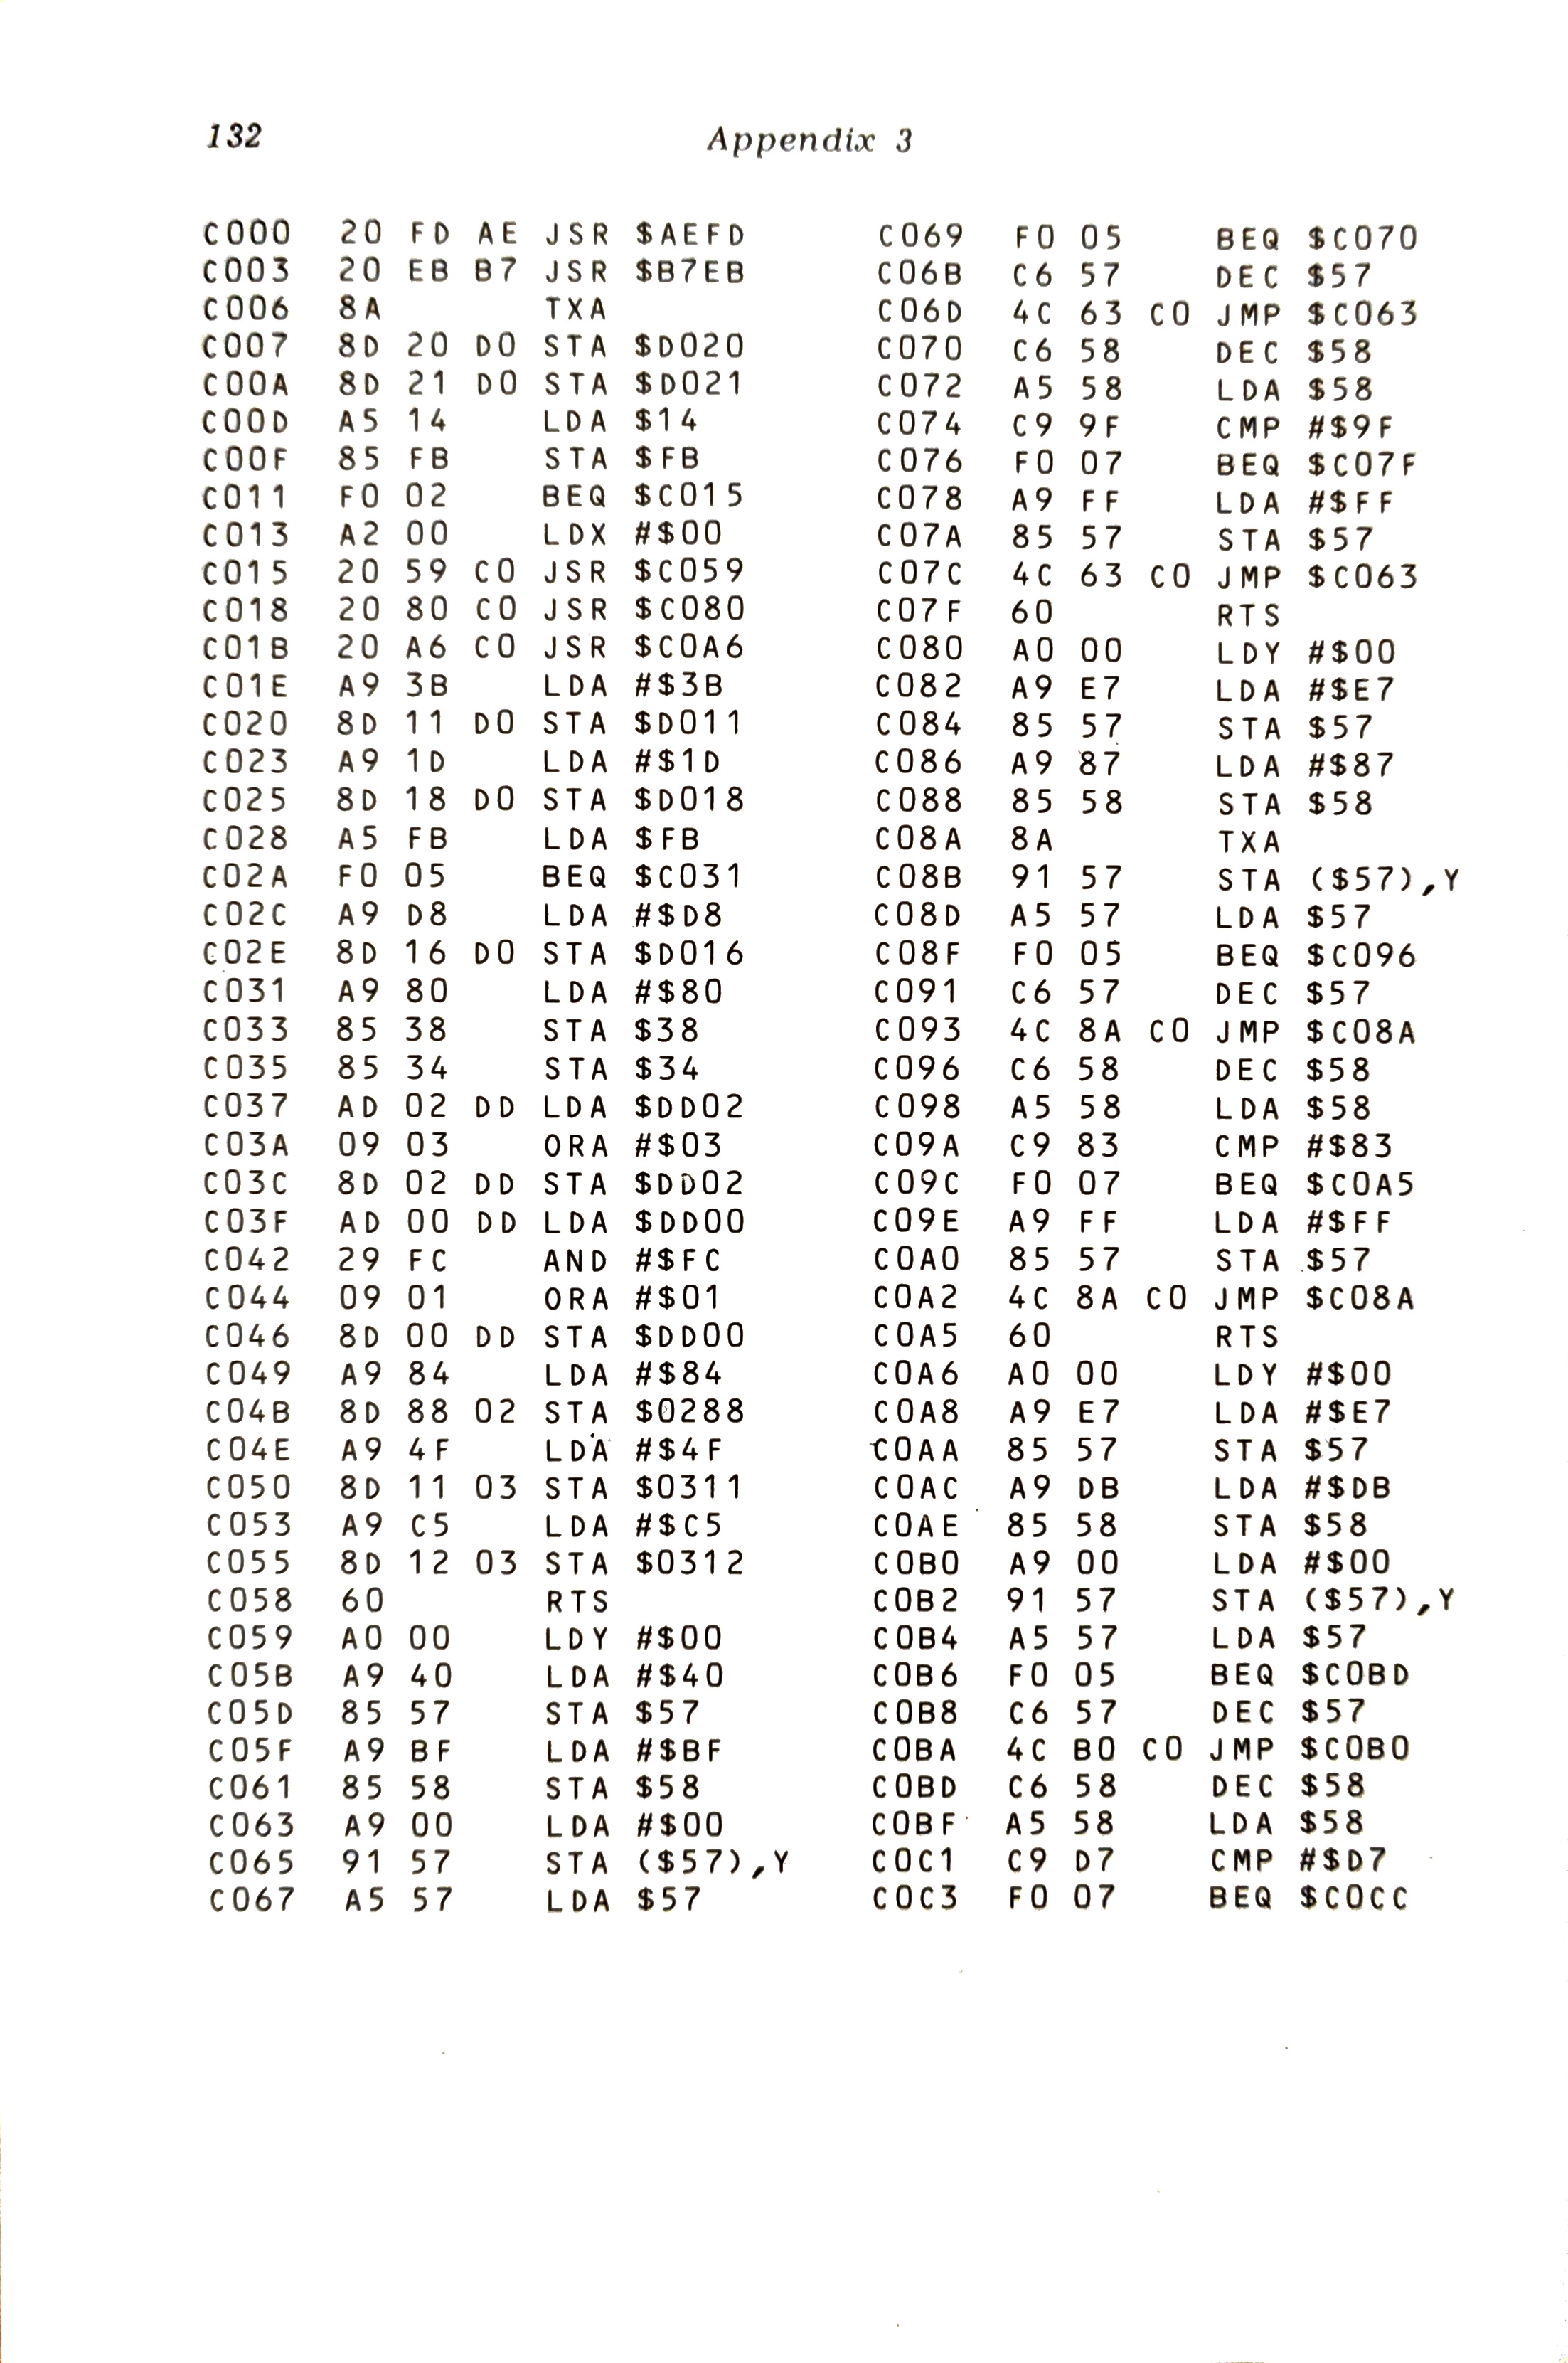 132
Appendix 3
C000 20 FD AE JSR $AEFD
C003 20 EB B7 JSR $B7EB
C006 8A TXA
C007 8D 20 D0 STA $D020
C00A 8D 21 D0 STA $D021
C00D A5 14 LDA $14
C00F 85 FB STA $FB
C011 F0 02 BEQ $C015
C013 A2 00 LDX #$00
C015 20 59 C0 JSR $C059
C018 20 80 C0 JSR $C080
C01B 20 A6 C0 JSR $C0A6
C01E A9 3B LDA #$3B
C020 8D 11 D0 STA $D011
C023 A9 1D LDA #$1D
C025 8D 18 D0 STA $D018
C028 A5 FB LDA $FB
C02A F0 05 BEQ $C031
C02C A9 D8 LDA #$D8
C02E 8D 16 D0 STA $D016
C031 A9 80 LDA #$80
C033 85 38 STA $38
C035 85 34 STA $34
C037 AD 02 DD LDA $DD02
C03A 09 03 ORA #$03
C03C 8D 02 DD STA $DD02
C03F AD 00 DD LDA $DD00
C042 29 FC AND #$FC
C044 09 01 ORA #$01
C046 8D 00 DD STA $DD00
C049 A9 84 LDA #$84
C04B 8D 88 02 STA $0288
C04E A9 4F LDA #$4F
C050 8D 11 03 STA $0311
C053 A9 C5 LDA #$C5
C055 8D 12 03 STA $0312
C058 60 RTS
C059 A0 00 LDY #$00
C05B A9 40 LDA #$40
C05D 85 57 STA $57
C05F A9 BF LDA #$BF
C061 85 58 STA $58
C063 A9 00 LDA #$00
C065 91 57 STA ($57),Y
C067 A5 57 LDA $57
C069 F0 05 BEQ $C070
C06B C6 57 DEC $57
C06D 4C 63 C0 JMP $C063
C070 C6 58 DEC $58
C072 A5 58 LDA $58
C074 C9 9F CMP #$9F
C076 F0 07 BEQ $C07F
C078 A9 FF LDA #$FF
C07A 85 57 STA $57
C07C 4C 63 C0 JMP $C063
C07F 60 RTS
C080 A0 00 LDY #$00
C082 A9 E7 LDA #$E7
C084 85 57 STA $57
C086 A9 87 LDA #$87
C088 85 58 STA $58
C08A 8A TXA
C08B 91 57 STA ($57),Y
C08D A5 57 LDA $57
C08F F0 05 BEQ $C096
C091 C6 57 DEC $57
C093 4C 8A C0 JMP $C08A
C096 C6 58 DEC $58
C098 A5 58 LDA $58
C09A C9 83 CMP #$83
C09C F0 07 BEQ $C0A5
C09E A9 FF LDA #$FF
C0A0 85 57 STA $57
C0A2 4C 8A C0 JMP $C08A
C0A5 60 RTS
C0A6 A0 00 LDY #$00
C0A8 A9 E7 LDA #$E7
C0AA 85 57 STA $57
C0AC A9 DB LDA #$DB
C0AE 85 58 STA $58
C0B0 A9 00 LDA #$00
C0B2 91 57 STA ($57),Y
C0B4 A5 57 LDA $57
C0B6 F0 05 BEQ $C0BD
C0B8 C6 57 DEC $57
C0BA 4C B0 C0 JMP $C0B0
C0BD C6 58 DEC $58
C0BF A5 58 LDA $58
C0C1 C9 D7 CMP #$D7
C0C3 F0 07 BEQ $C0CC